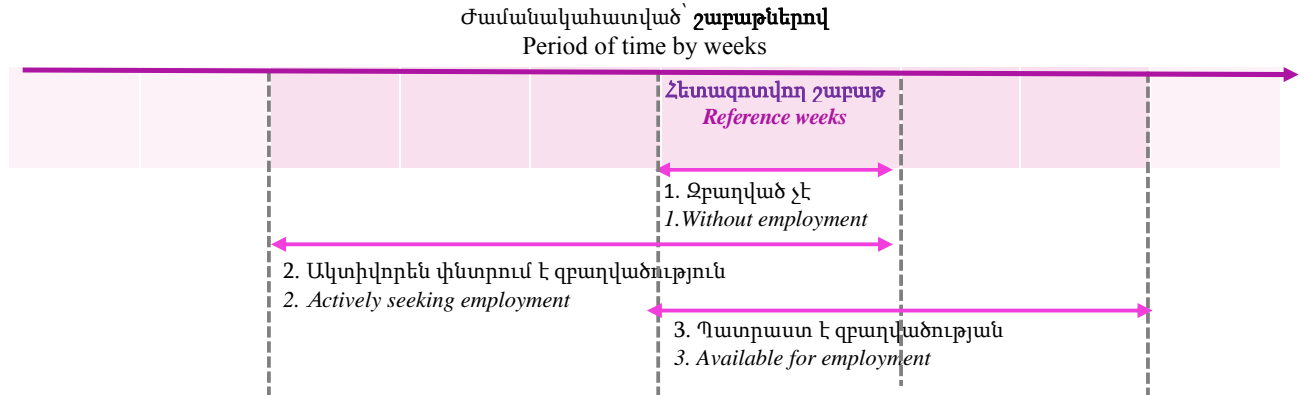 Ժամանակահատված՝ շաբաթներով
Period of time by weeks
Հետազոտվող շաբաթ
Reference weeks
1. Զբաղված չէ
1.Without employment
2. Ակտիվորեն փնտրում է զբաղվածություն
2. Actively seeking employment
3. Պատրաստ է զբաղվածության
3. Available for employment